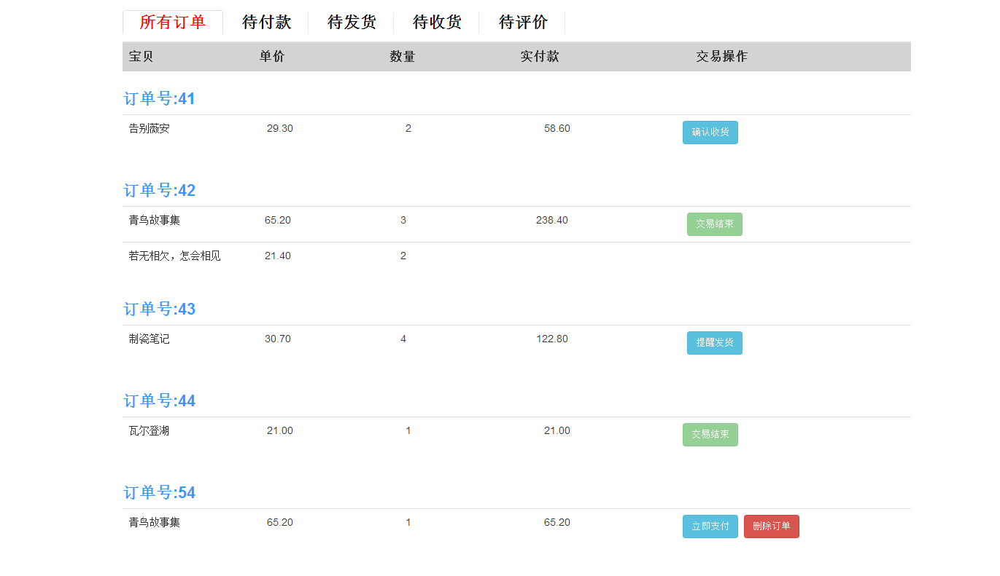 所有订单 待付款 待发货 待收货 待评价
宝贝 单价 数量 实付款 交易操作
订单号:41
告别薇安 29.30 2 58.60 确认收货
订单号:42
青鸟故事集 65.20 3 238.40 交易结束
若无相欠，怎会相见 21.40 2
订单号:43
制瓷笔记 30.70 4 122.80 提醒发货
订单号:44
瓦尔登湖 21.00 1 21.00 交易结束
订单号:54
青鸟故事集 65.20 1 65.20 立即支付 删除订单